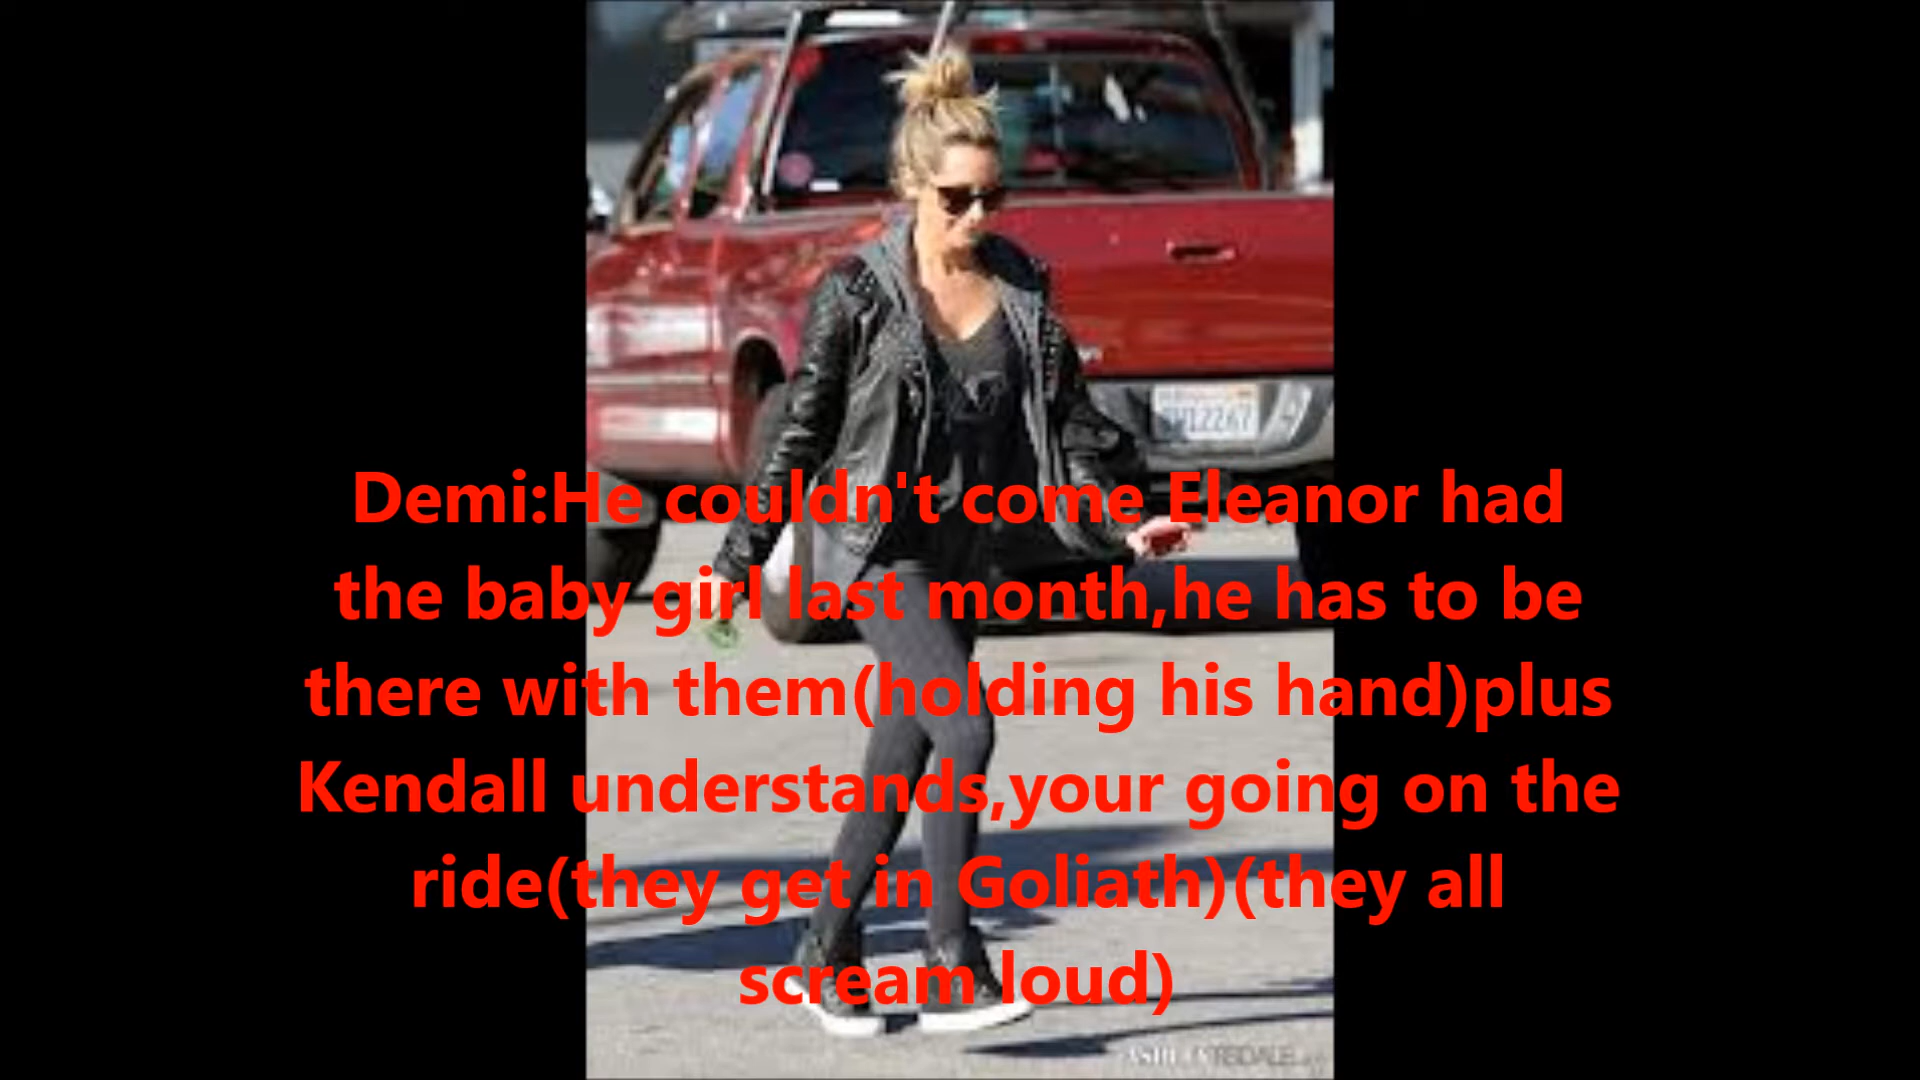 Demi:He couldn't come Eleanor had
the baby girl last month,he has to be
there with them(holding his hand)plus
Kendall understands,your going on the
ride(they get in Goliath)(they all
scream loud)